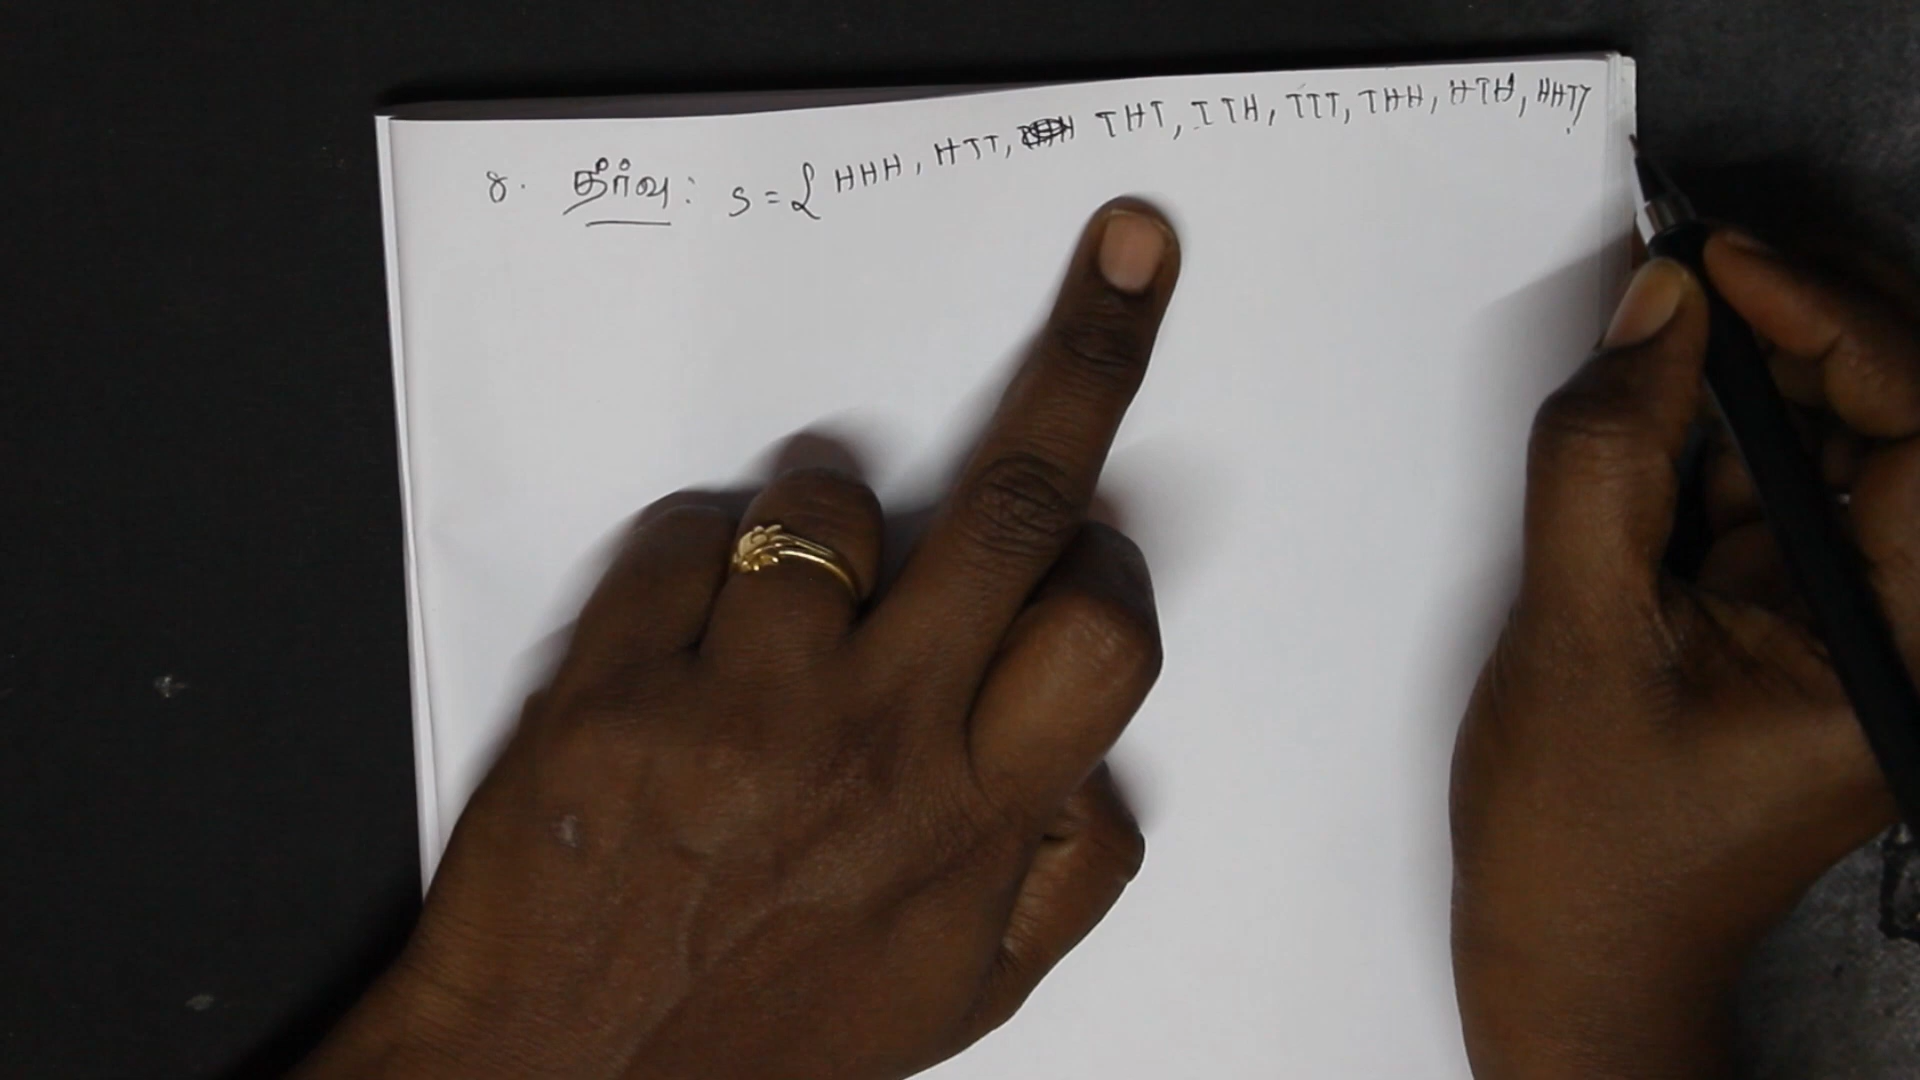 8. தீர்வு: S = { HHH, HTT, THT, TTH, TTT, THH, HTH, HHT}